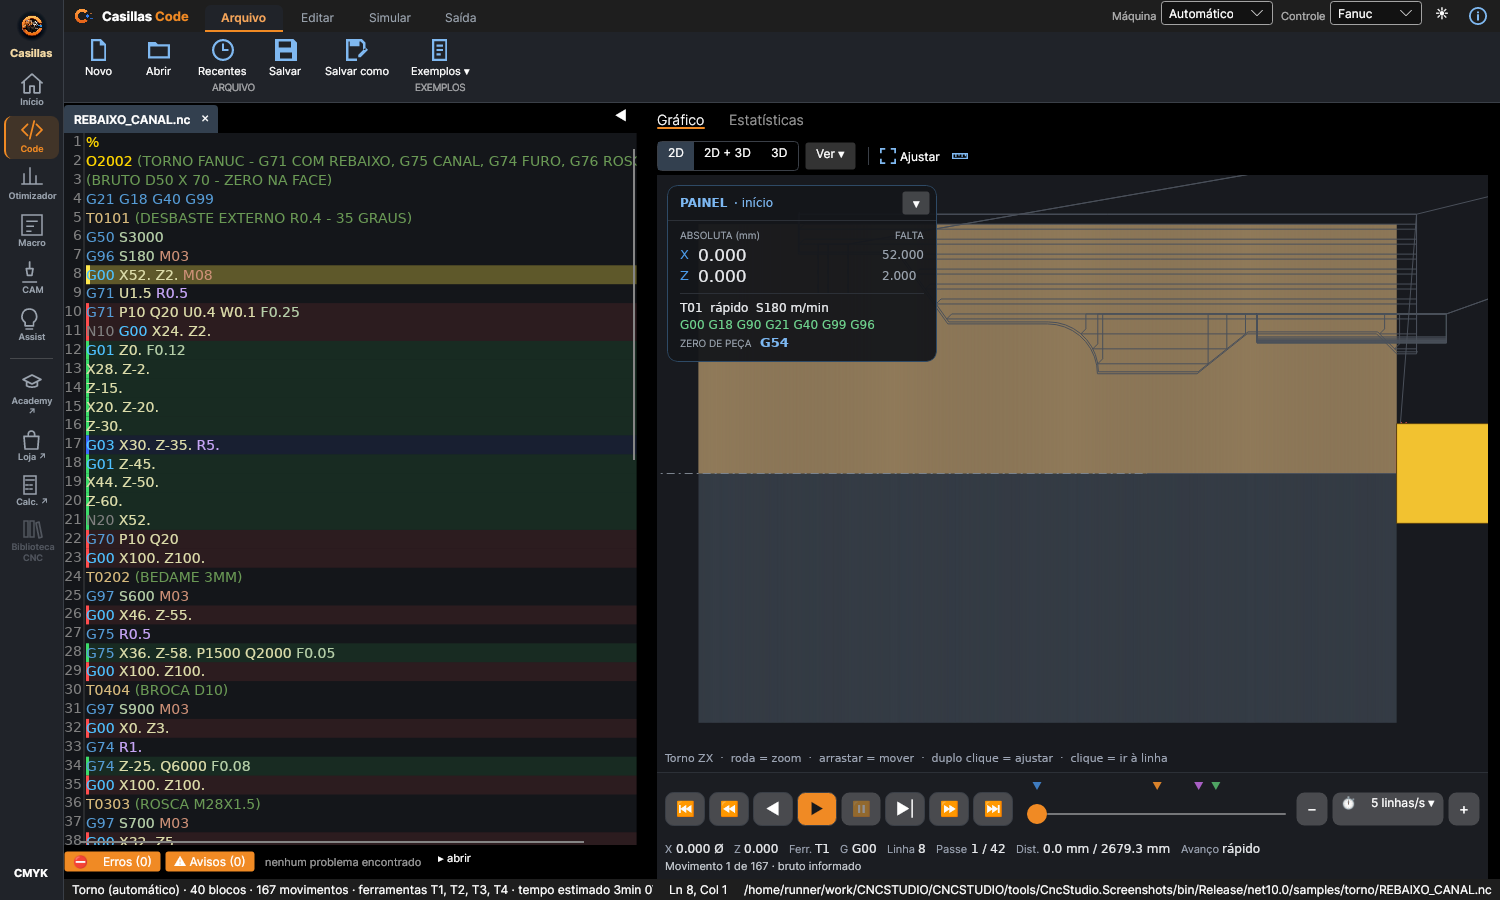 Casillas
Início
Code
Otimizador
Macro
CAM
Assist
Academy ↗
Loja ↗
Calc. ↗
Biblioteca CNC
CMYK
Casillas Code
Arquivo Editar Simular Saída
Máquina Automático Controle Fanuc
Novo Abrir Recentes Salvar Salvar como Exemplos ▾
ARQUIVO EXEMPLOS
REBAIXO_CANAL.nc ×
1 %
2 O2002 (TORNO FANUC - G71 COM REBAIXO, G75 CANAL, G74 FURO, G76 ROSC
3 (BRUTO D50 X 70 - ZERO NA FACE)
4 G21 G18 G40 G99
5 T0101 (DESBASTE EXTERNO R0.4 - 35 GRAUS)
6 G50 S3000
7 G96 S180 M03
8 G00 X52. Z2. M08
9 G71 U1.5 R0.5
10 G71 P10 Q20 U0.4 W0.1 F0.25
11 N10 G00 X24. Z2.
12 G01 Z0. F0.12
13 X28. Z-2.
14 Z-15.
15 X20. Z-20.
16 Z-30.
17 G03 X30. Z-35. R5.
18 G01 Z-45.
19 X44. Z-50.
20 Z-60.
21 N20 X52.
22 G70 P10 Q20
23 G00 X100. Z100.
24 T0202 (BEDAME 3MM)
25 G97 S600 M03
26 G00 X46. Z-55.
27 G75 R0.5
28 G75 X36. Z-58. P1500 Q2000 F0.05
29 G00 X100. Z100.
30 T0404 (BROCA D10)
31 G97 S900 M03
32 G00 X0. Z3.
33 G74 R1.
34 G74 Z-25. Q6000 F0.08
35 G00 X100. Z100.
36 T0303 (ROSCA M28X1.5)
37 G97 S700 M03
38 G00 X32. Z5.
Erros (0) Avisos (0) nenhum problema encontrado ▸ abrir
Gráfico Estatísticas
2D 2D + 3D 3D Ver ▾ Ajustar
PAINEL · início ▼
ABSOLUTA (mm) FALTA
X 0.000 52.000
Z 0.000 2.000
T01 rápido S180 m/min
G00 G18 G90 G21 G40 G99 G96
ZERO DE PEÇA G54
Torno ZX · roda = zoom · arrastar = mover · duplo clique = ajustar · clique = ir à linha
− 5 linhas/s ▾ +
X 0.000 Ø Z 0.000 Ferr. T1 G G00 Linha 8 Passe 1 / 42 Dist. 0.0 mm / 2679.3 mm Avanço rápido
Movimento 1 de 167 · bruto informado
Torno (automático) · 40 blocos · 167 movimentos · ferramentas T1, T2, T3, T4 · tempo estimado 3min 0
Ln 8, Col 1 /home/runner/work/CNCSTUDIO/CNCSTUDIO/tools/CncStudio.Screenshots/bin/Release/net10.0/samples/torno/REBAIXO_CANAL.nc